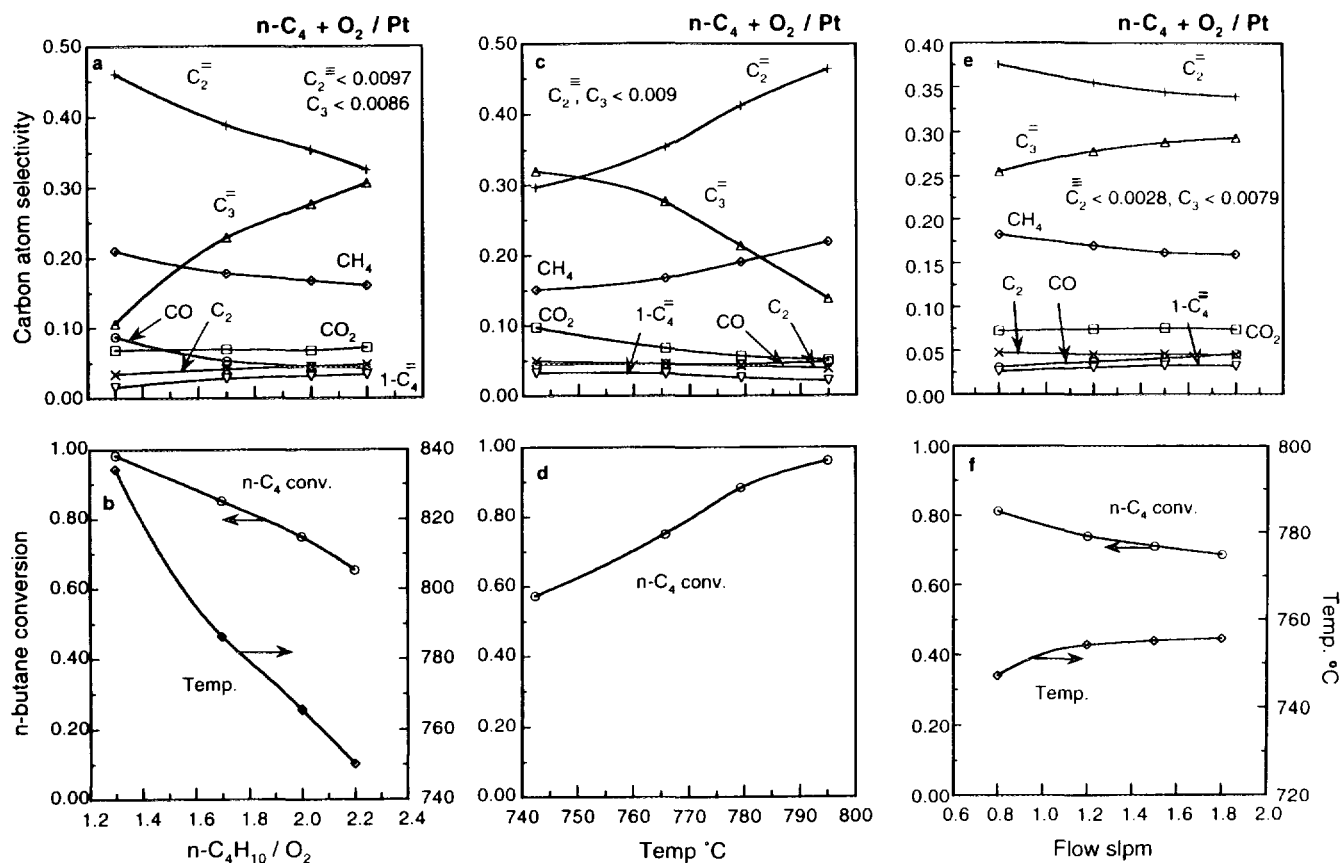 n-C₄ + O₂ / Pt
n-C₄ + O₂ / Pt
n-C₄ + O₂ / Pt
Carbon atom selectivity
0.50
0.40
0.30
0.20
0.10
0.00
a
C₂⁼
C₂≡ < 0.0097
C₃ < 0.0086
C₃⁼
CH₄
CO
C₂
CO₂
1-C₄⁼
0.50
0.40
0.30
0.20
0.10
0.00
c
C₂≡, C₃ < 0.009
C₂⁼
C₃⁼
CH₄
CO₂
1-C₄⁼
CO
C₂
0.40
0.35
0.30
0.25
0.20
0.15
0.10
0.05
0.00
e
C₂⁼
C₃⁼
C₂≡ < 0.0028, C₃ < 0.0079
CH₄
C₂
CO
1-C₄⁼
CO₂
n-butane conversion
1.00
0.80
0.60
0.40
0.20
0.00
b
n-C₄ conv.
Temp.
840
820
800
780
760
740
1.2 1.4 1.6 1.8 2.0 2.2 2.4
n-C₄H₁₀ / O₂
1.00
0.80
0.60
0.40
0.20
0.00
d
n-C₄ conv.
740 750 760 770 780 790 800
Temp °C
1.00
0.80
0.60
0.40
0.20
0.00
f
n-C₄ conv.
Temp.
800
780
760
740
720
Temp. °C
0.6 0.8 1.0 1.2 1.4 1.6 1.8 2.0
Flow slpm